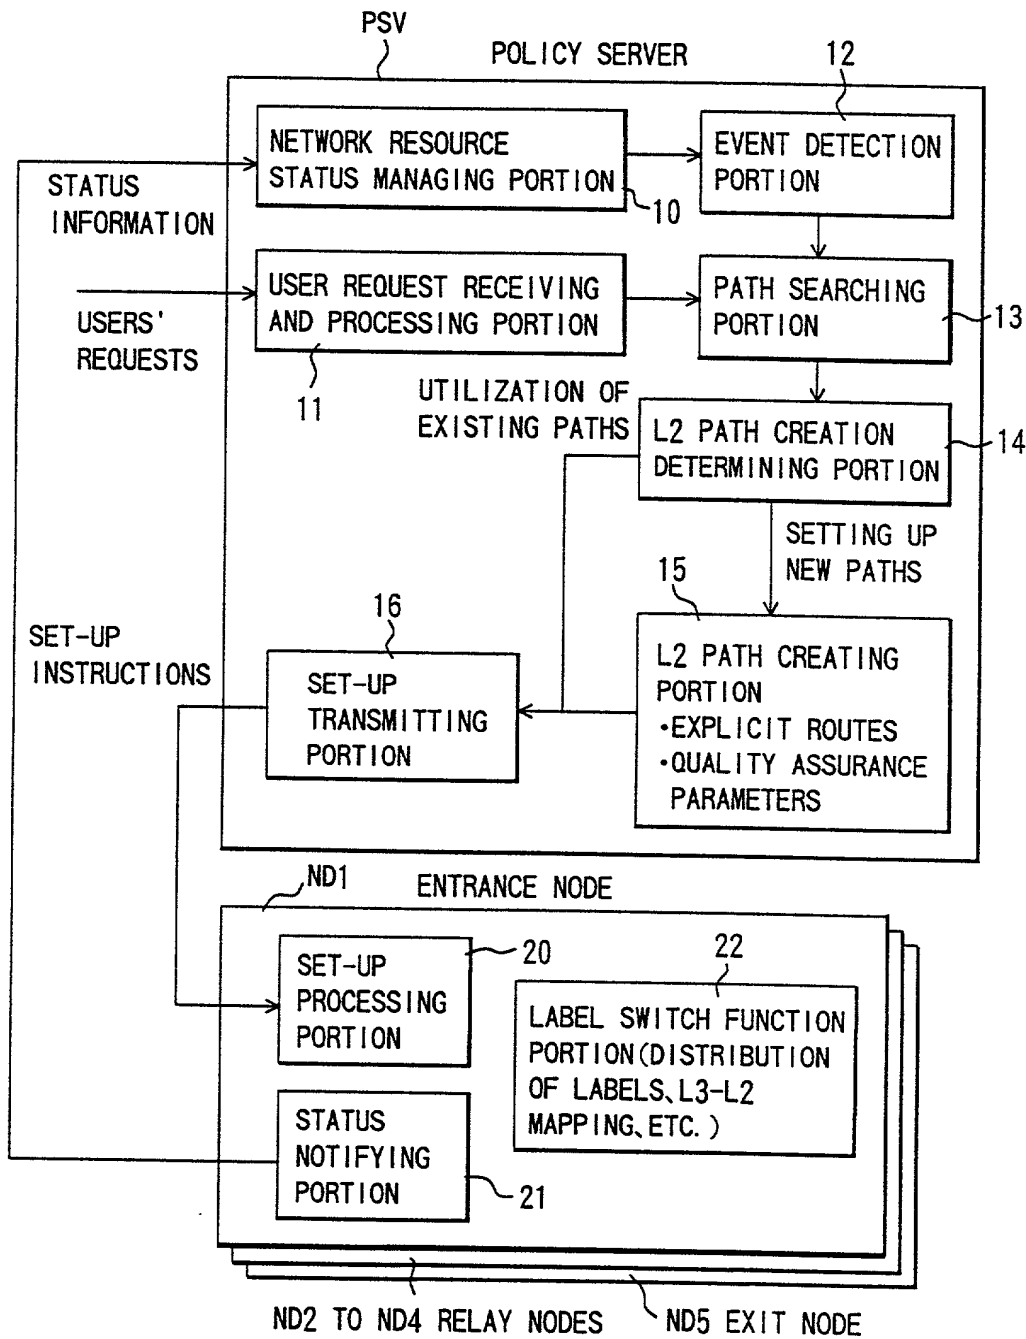 PSV
POLICY SERVER
12
NETWORK RESOURCE
STATUS MANAGING PORTION
10
EVENT DETECTION
PORTION
STATUS
INFORMATION
USER REQUEST RECEIVING
AND PROCESSING PORTION
11
PATH SEARCHING
PORTION
13
USERS'
REQUESTS
UTILIZATION OF
EXISTING PATHS
L2 PATH CREATION
DETERMINING PORTION
14
SETTING UP
NEW PATHS
15
16
SET-UP
INSTRUCTIONS
SET-UP
TRANSMITTING
PORTION
L2 PATH CREATING
PORTION
・EXPLICIT ROUTES
・QUALITY ASSURANCE
PARAMETERS
ND1
ENTRANCE NODE
SET-UP
PROCESSING
PORTION
20
22
LABEL SWITCH FUNCTION
PORTION(DISTRIBUTION
OF LABELS、L3-L2
MAPPING、ETC.)
STATUS
NOTIFYING
PORTION
21
ND2 TO ND4 RELAY NODES
ND5 EXIT NODE